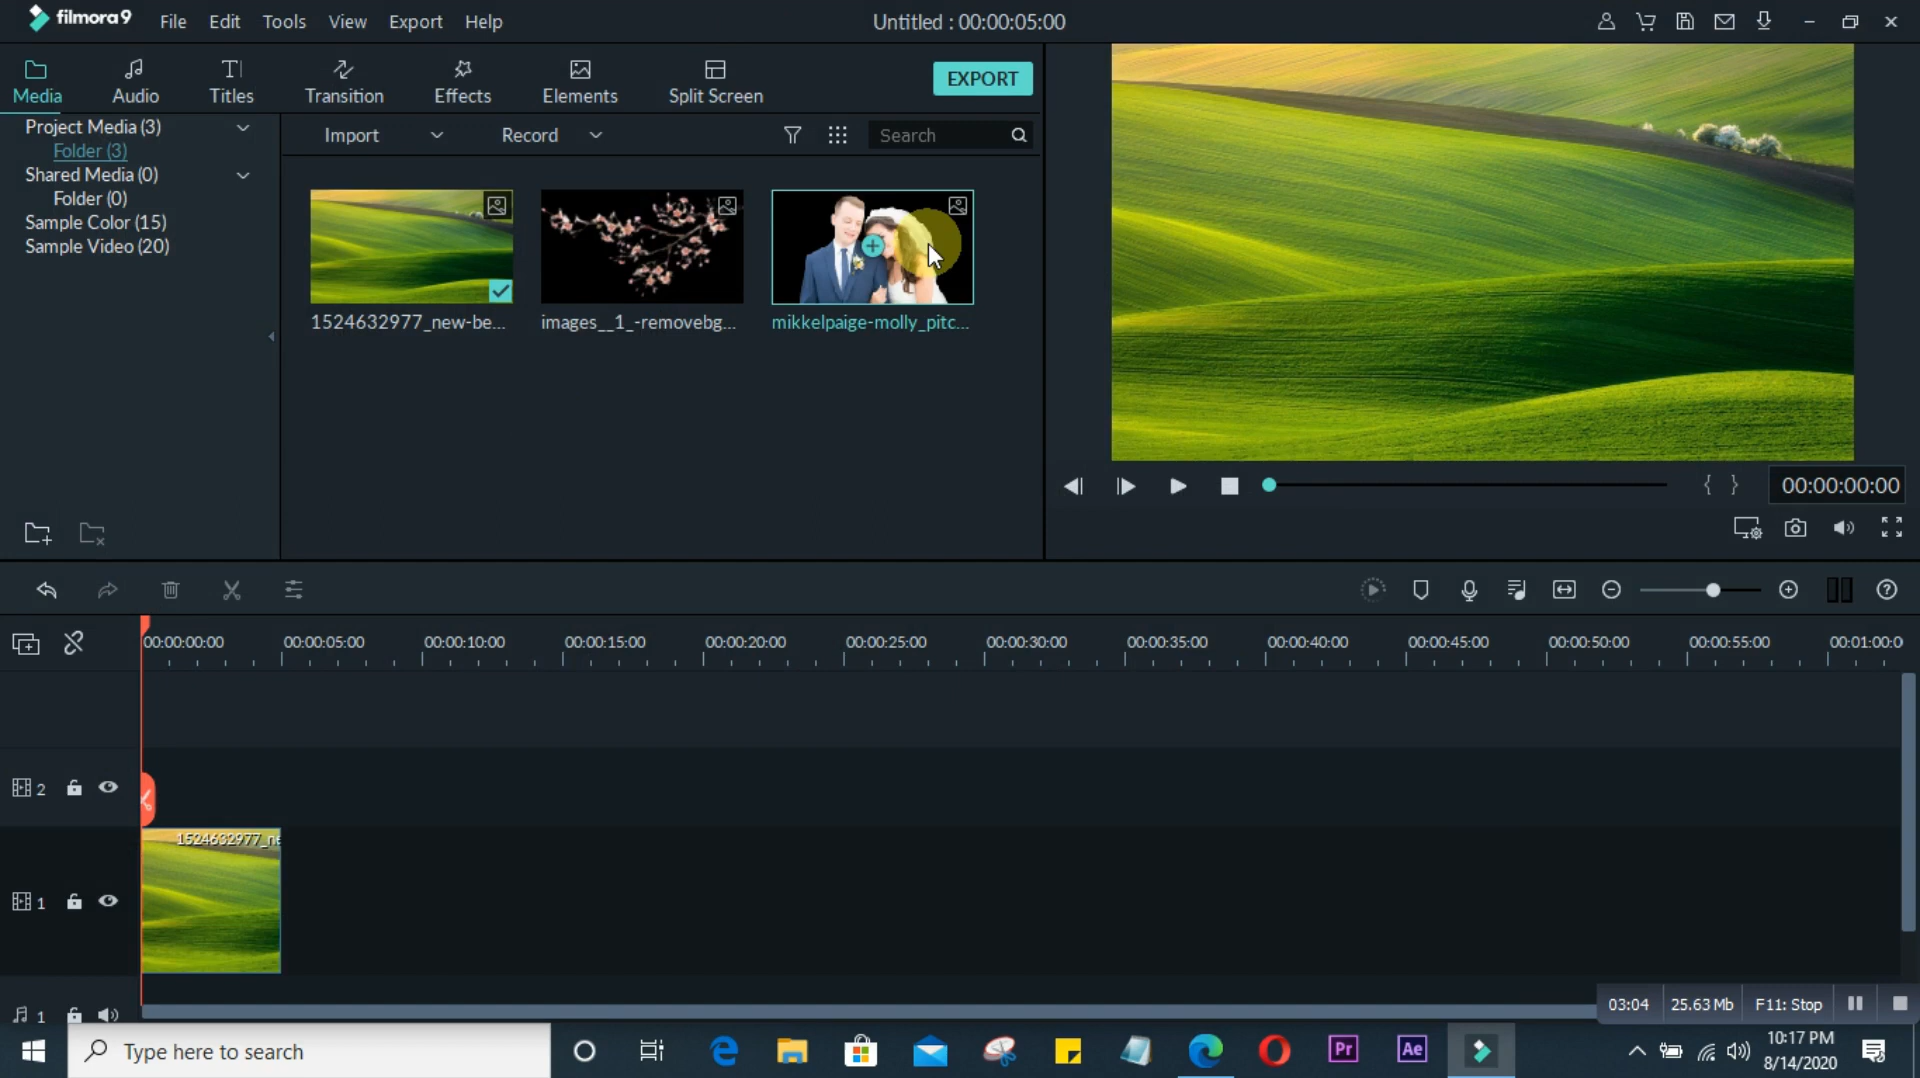 filmora9 File Edit Tools View Export Help Untitled : 00:00:05:00
Media Audio Titles Transition Effects Elements Split Screen EXPORT
Project Media (3)
Folder (3)
Shared Media (0)
Folder (0)
Sample Color (15)
Sample Video (20)
Import Record Search
1524632977_new-be... images__1_-removebg... mikkelpaige-molly_pitc...
{ } 00:00:00:00
00:00:00:00 00:00:05:00 00:00:10:00 00:00:15:00 00:00:20:00 00:00:25:00 00:00:30:00 00:00:35:00 00:00:40:00 00:00:45:00 00:00:50:00 00:00:55:00 00:01:00:0
2
1524632977_ne
1
1
03:04 25.63 Mb F11: Stop
Type here to search
Pr Ae
10:17 PM
8/14/2020